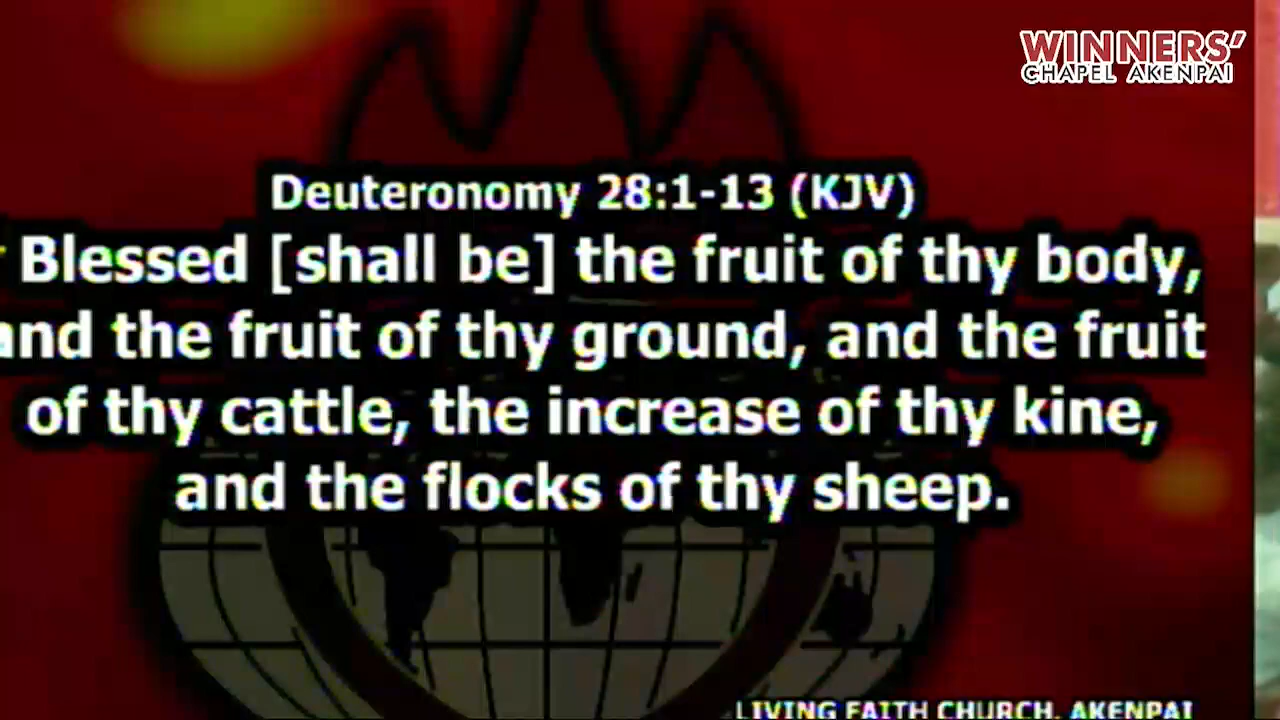 WINNERS'
CHAPEL AKENPAI
Deuteronomy 28:1-13 (KJV)
Blessed [shall be] the fruit of thy body,
and the fruit of thy ground, and the fruit
of thy cattle, the increase of thy kine,
and the flocks of thy sheep.
LIVING FAITH CHURCH, AKENPAI